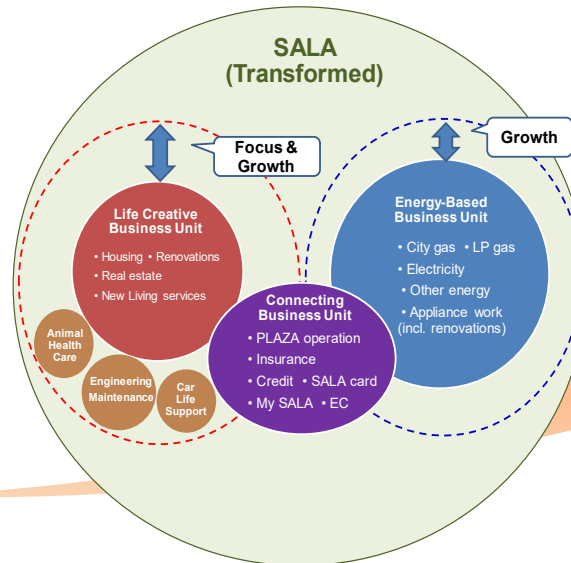 SALA
(Transformed)
Focus &
Growth
Growth
Life Creative
Business Unit
・Housing ・Renovations
・Real estate
・New Living services
Energy-Based
Business Unit
・City gas ・LP gas
・Electricity
・Other energy
・Appliance work
(incl. renovations)
Connecting
Business Unit
・PLAZA operation
・Insurance
・Credit ・SALA card
・My SALA ・EC
Animal
Health
Care
Engineering
Maintenance
Car
Life
Support